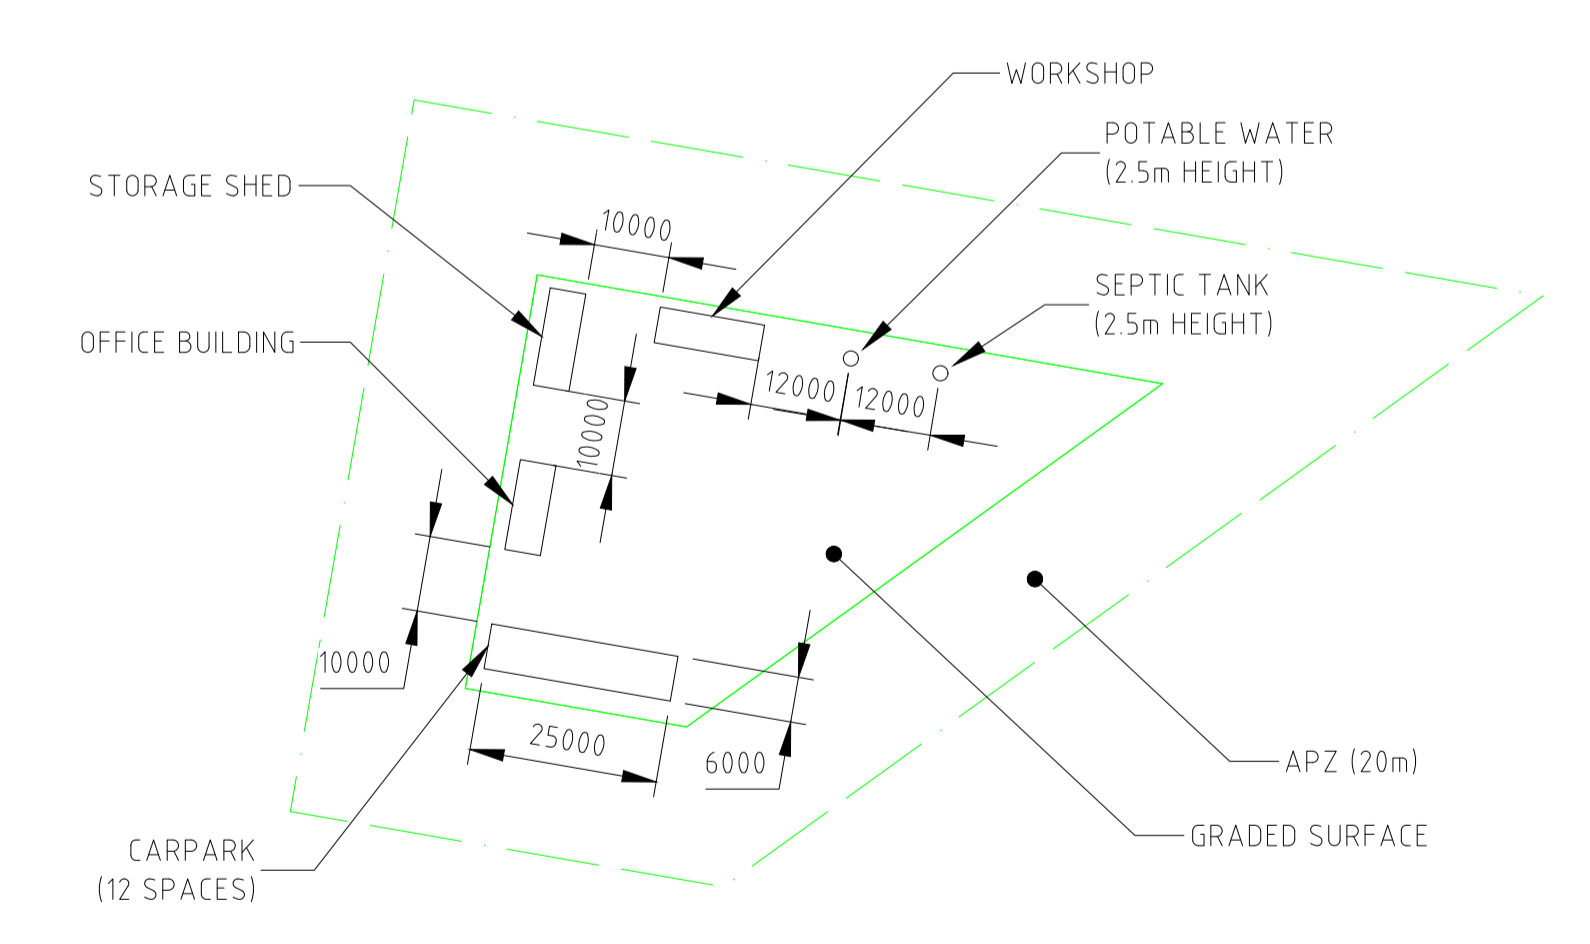 WORKSHOP
POTABLE WATER
(2.5m HEIGHT)
STORAGE SHED
10000
SEPTIC TANK
(2.5m HEIGHT)
OFFICE BUILDING
12000
12000
10000
10000
25000
6000
APZ (20m)
GRADED SURFACE
CARPARK
(12 SPACES)